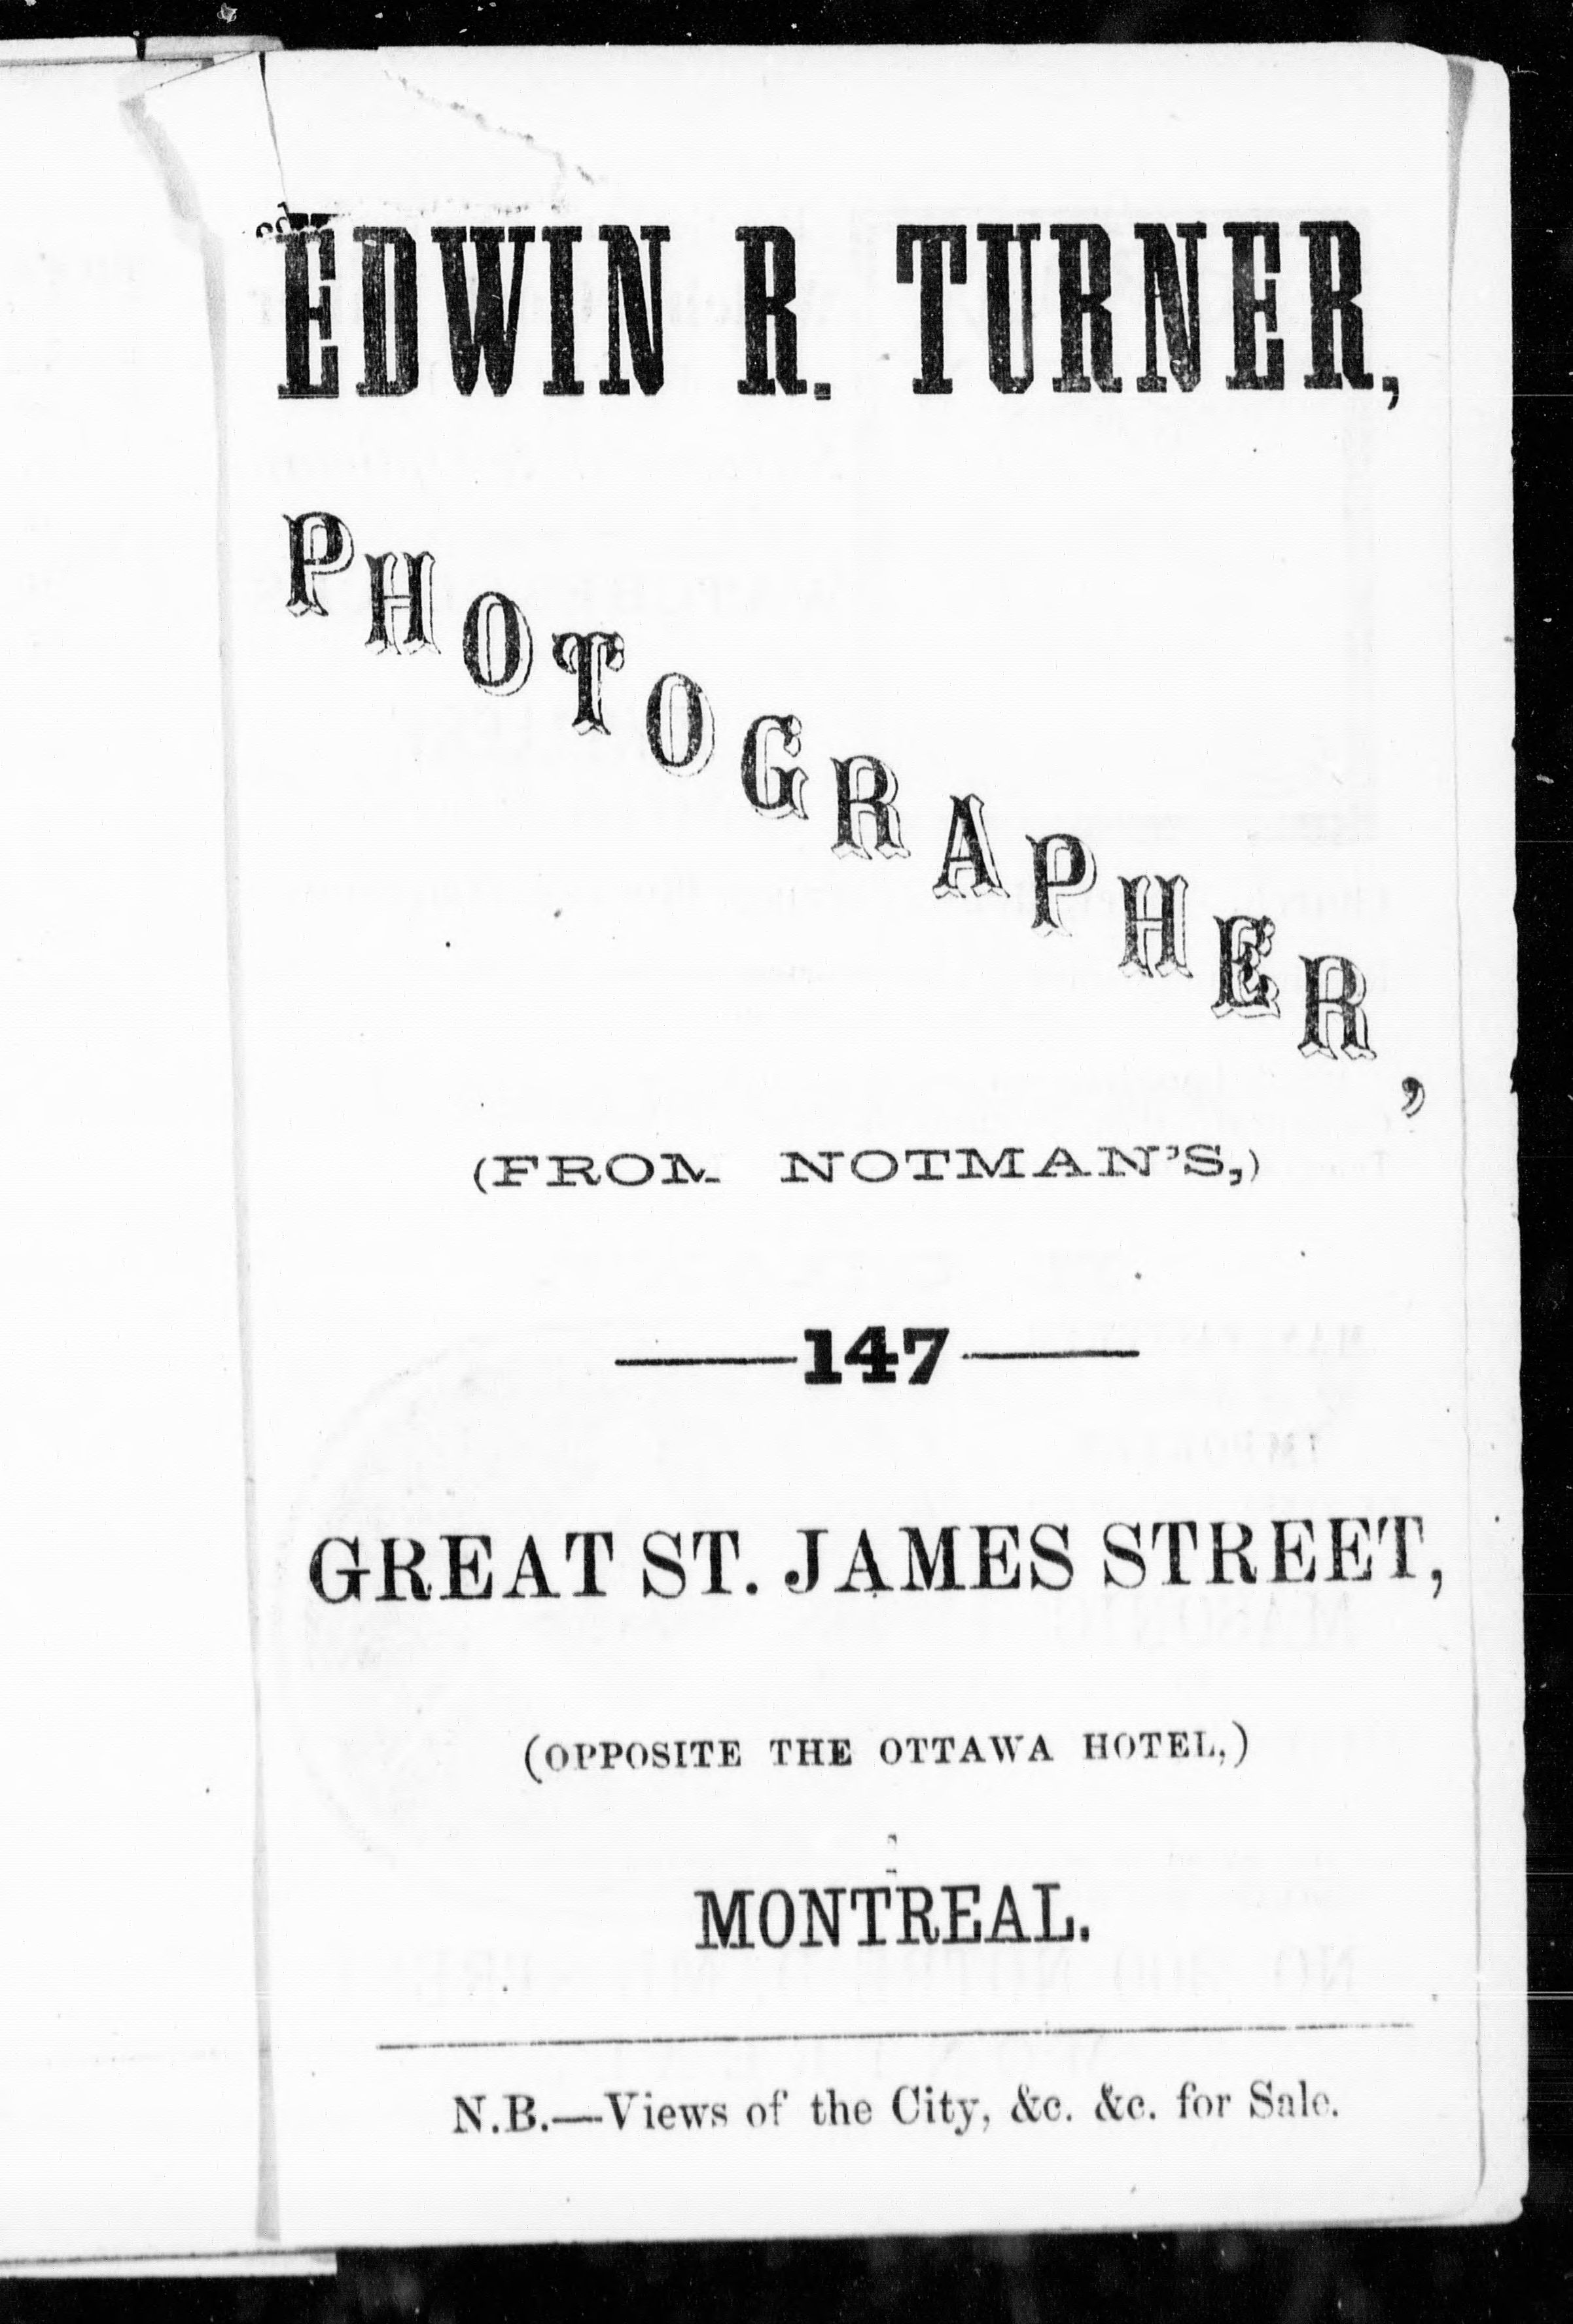 EDWIN R. TURNER,
PHOTOGRAPHER,
(FROM NOTMAN'S,)
—147—
GREAT ST. JAMES STREET,
(OPPOSITE THE OTTAWA HOTEL,)
MONTREAL.
N.B.—Views of the City, &c. &c. for Sale.